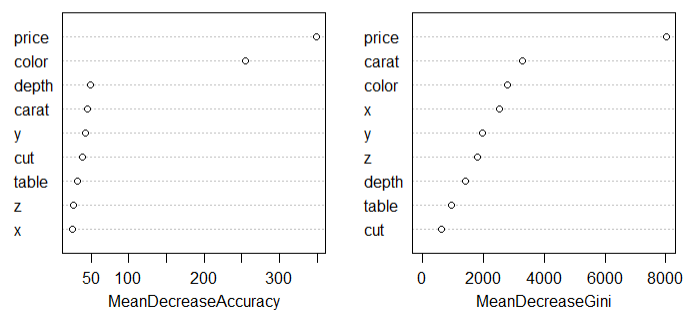 price
color
depth
carat
y
cut
table
z
x
50 100 200 300
MeanDecreaseAccuracy
price
carat
color
x
y
z
depth
table
cut
0 2000 4000 6000 8000
MeanDecreaseGini